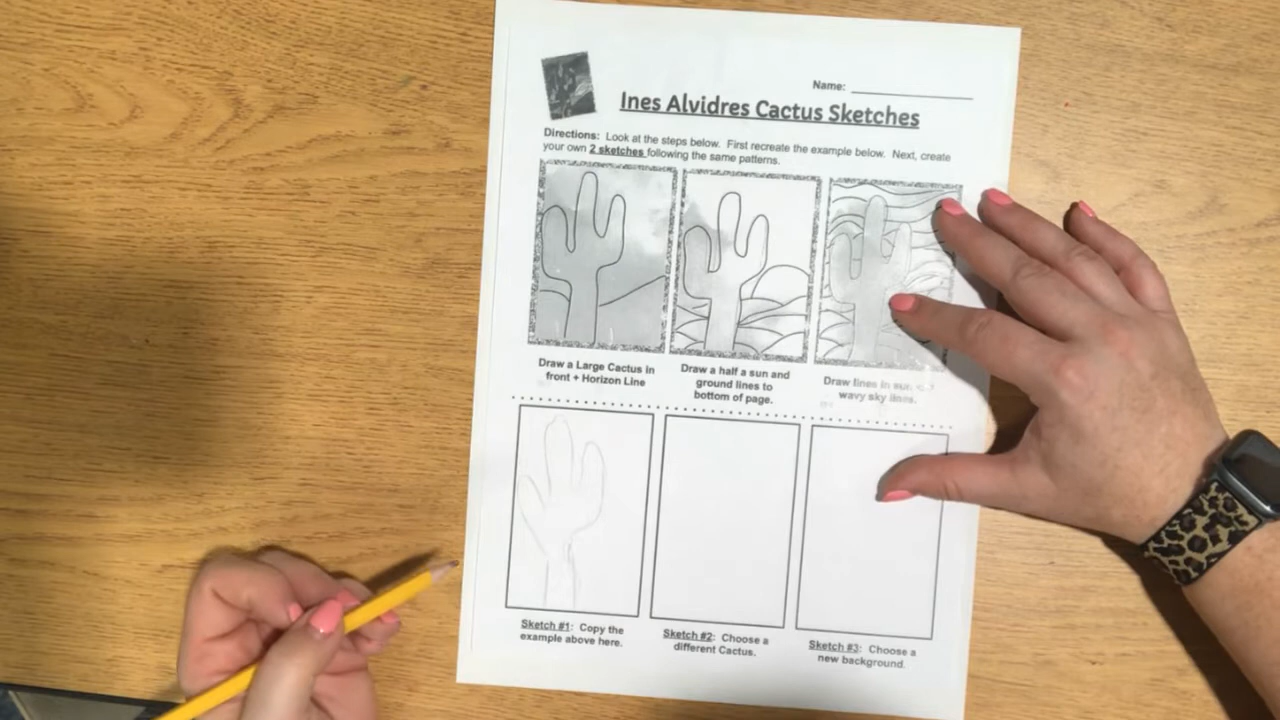 Name:
Ines Alvidres Cactus Sketches
Directions: Look at the steps below. First recreate the example below. Next, create
your own 2 sketches following the same patterns.
Draw a Large Cactus in
front + Horizon Line
Draw a half a sun and
ground lines to
bottom of page.
Draw lines in sun
wavy sky lines.
Sketch #1: Copy the
example above here.
Sketch #2: Choose a
different Cactus.
Sketch #3: Choose a
new background.